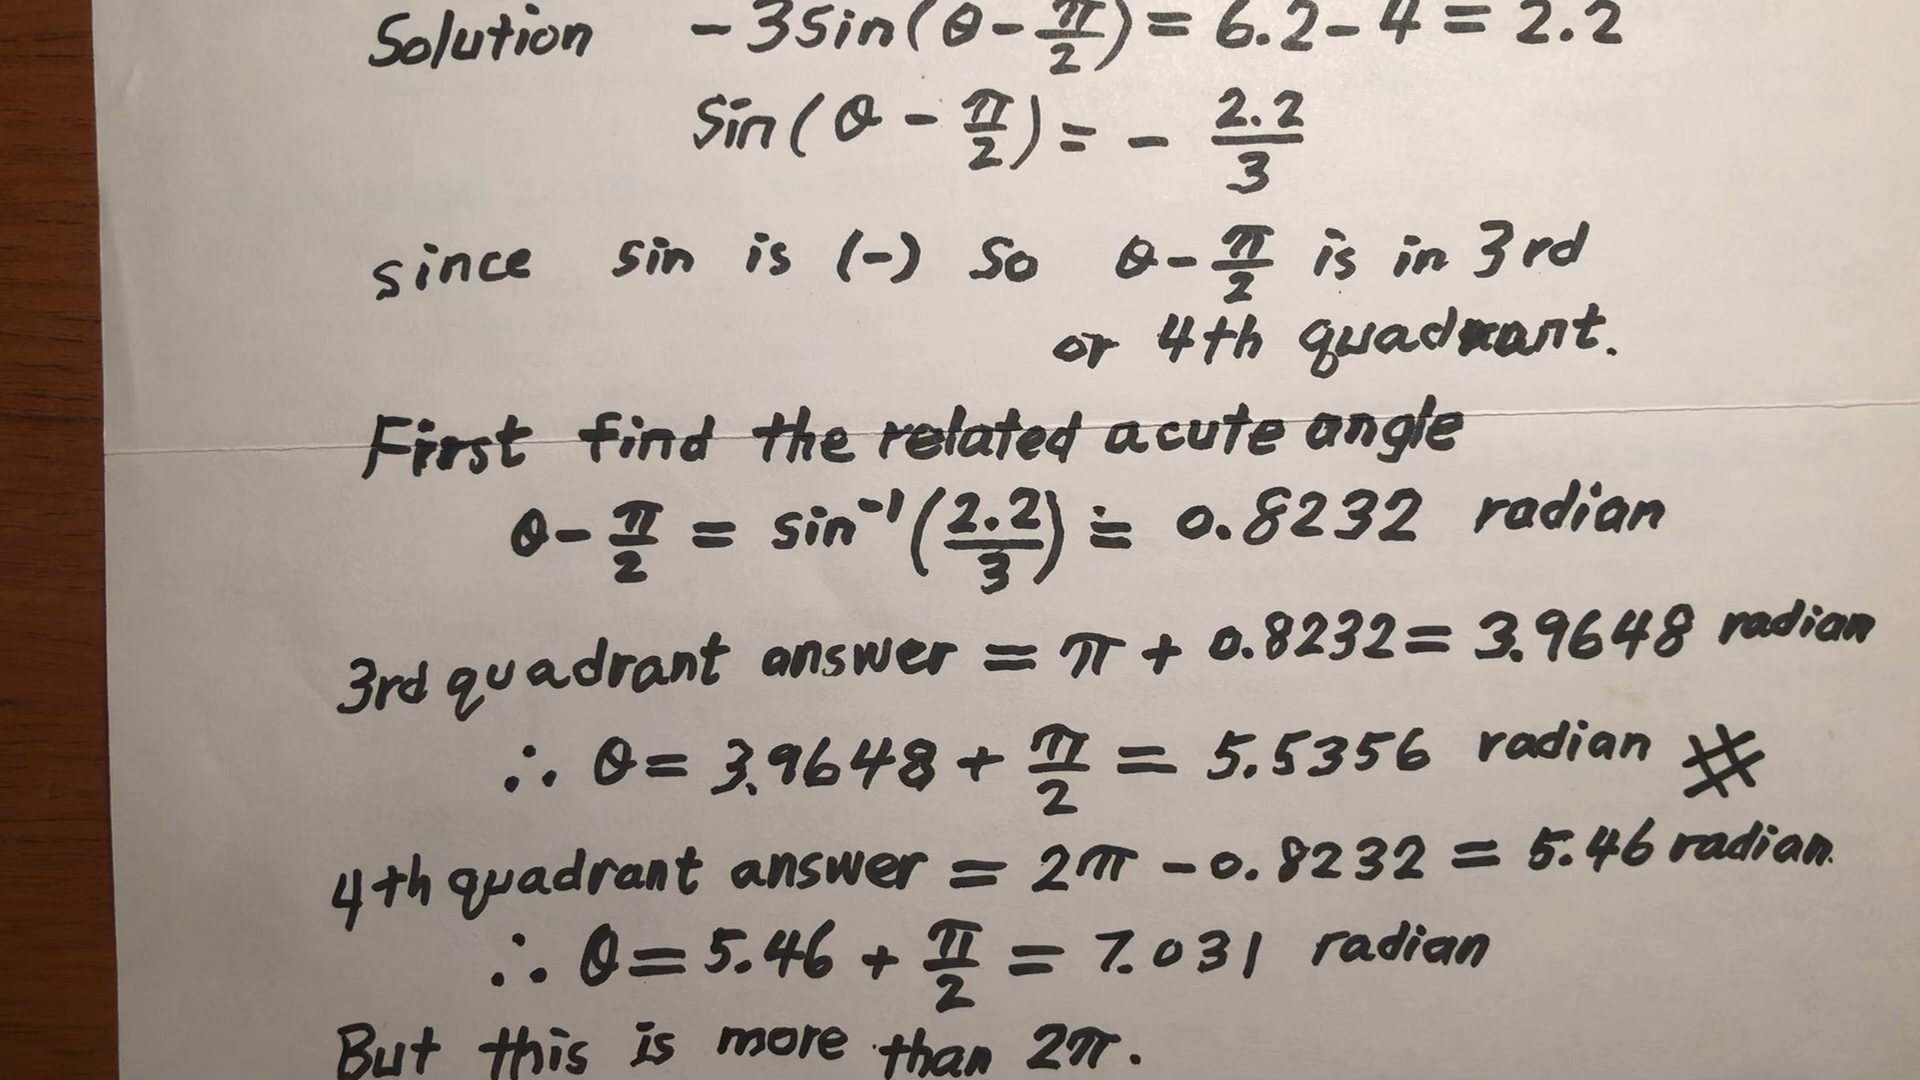 Solution -3sin(θ-π/2)= 6.2-4 = 2.2
Sin(θ-π/2)= - 2.2/3
since sin is (-) So θ-π/2 is in 3rd
or 4th quadrant.
First find the related acute angle
θ-π/2 = sin⁻¹(2.2/3) ≐ 0.8232 radian
3rd quadrant answer = π + 0.8232 = 3.9648 radian
∴ θ = 3.9648 + π/2 = 5.5356 radian #
4th quadrant answer = 2π - 0.8232 = 5.46 radian.
∴ θ = 5.46 + π/2 = 7.031 radian
But this is more than 2π.